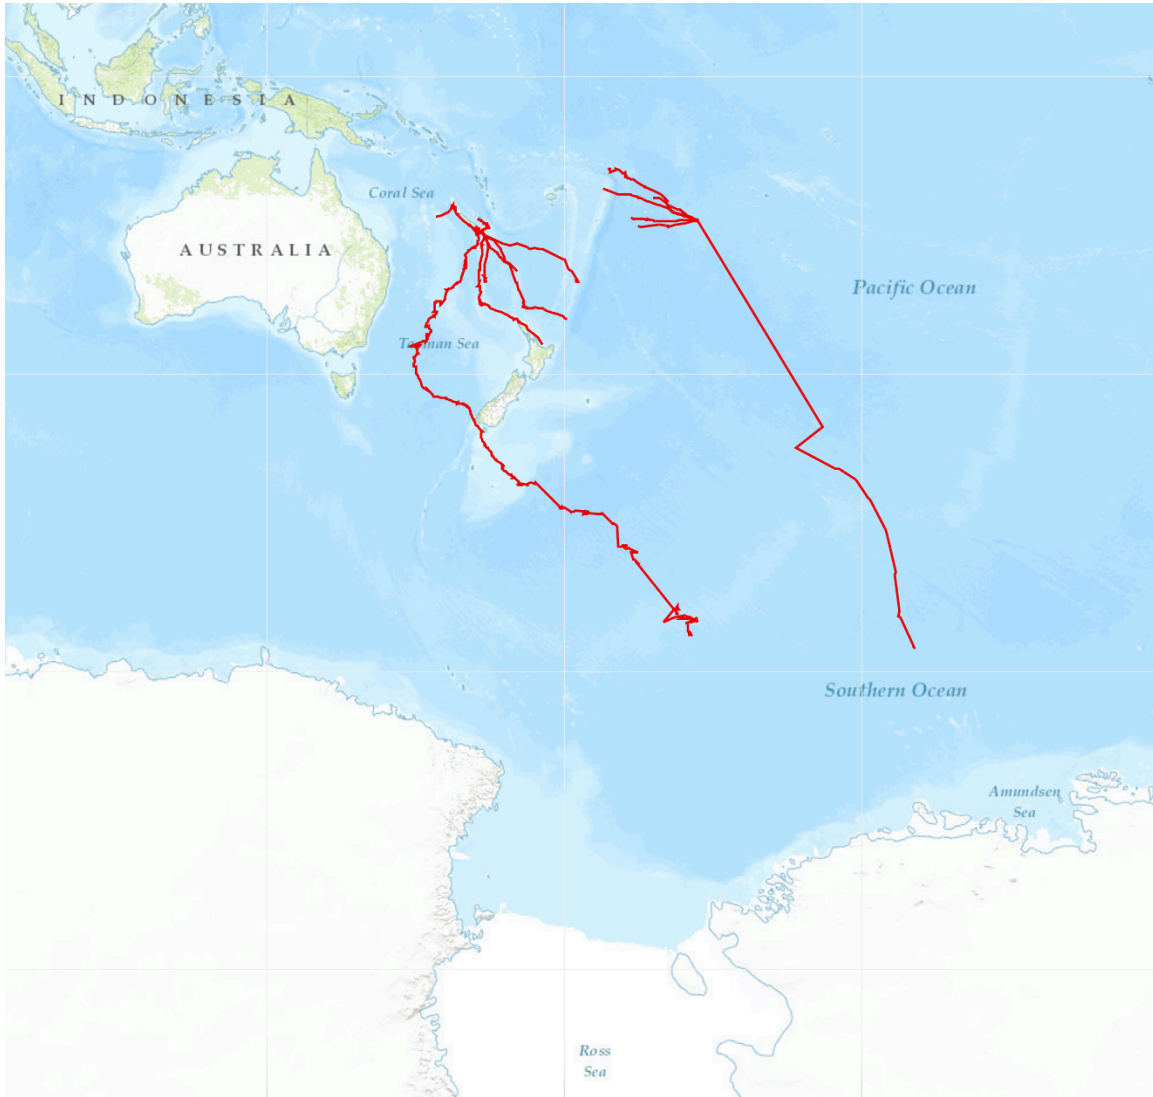 INDONESIA
Coral Sea
AUSTRALIA
Pacific Ocean
Tasman Sea
Southern Ocean
Amundsen
Sea
Ross
Sea